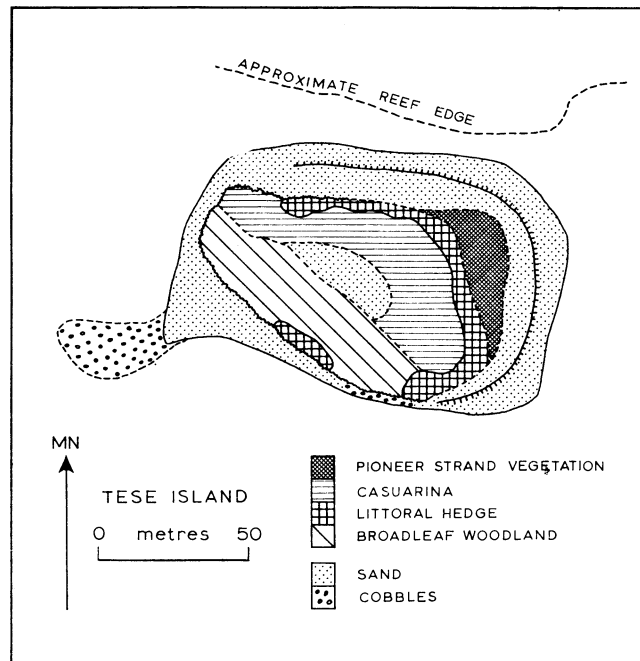 APPROXIMATE REEF EDGE
MN
TESE ISLAND
0 metres 50
PIONEER STRAND VEGETATION
CASUARINA
LITTORAL HEDGE
BROADLEAF WOODLAND
SAND
COBBLES